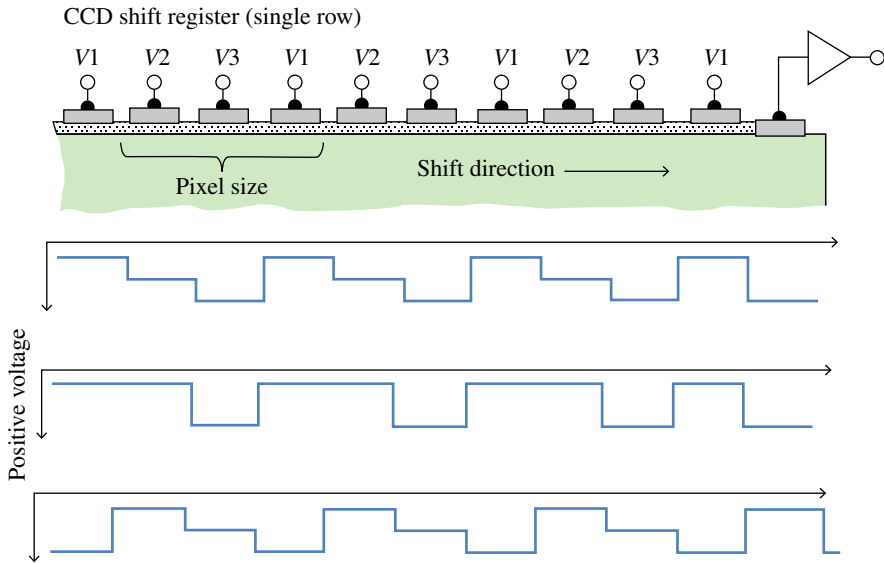 CCD shift register (single row)
V1 V2 V3 V1 V2 V3 V1 V2 V3 V1
Pixel size
Shift direction
Positive voltage